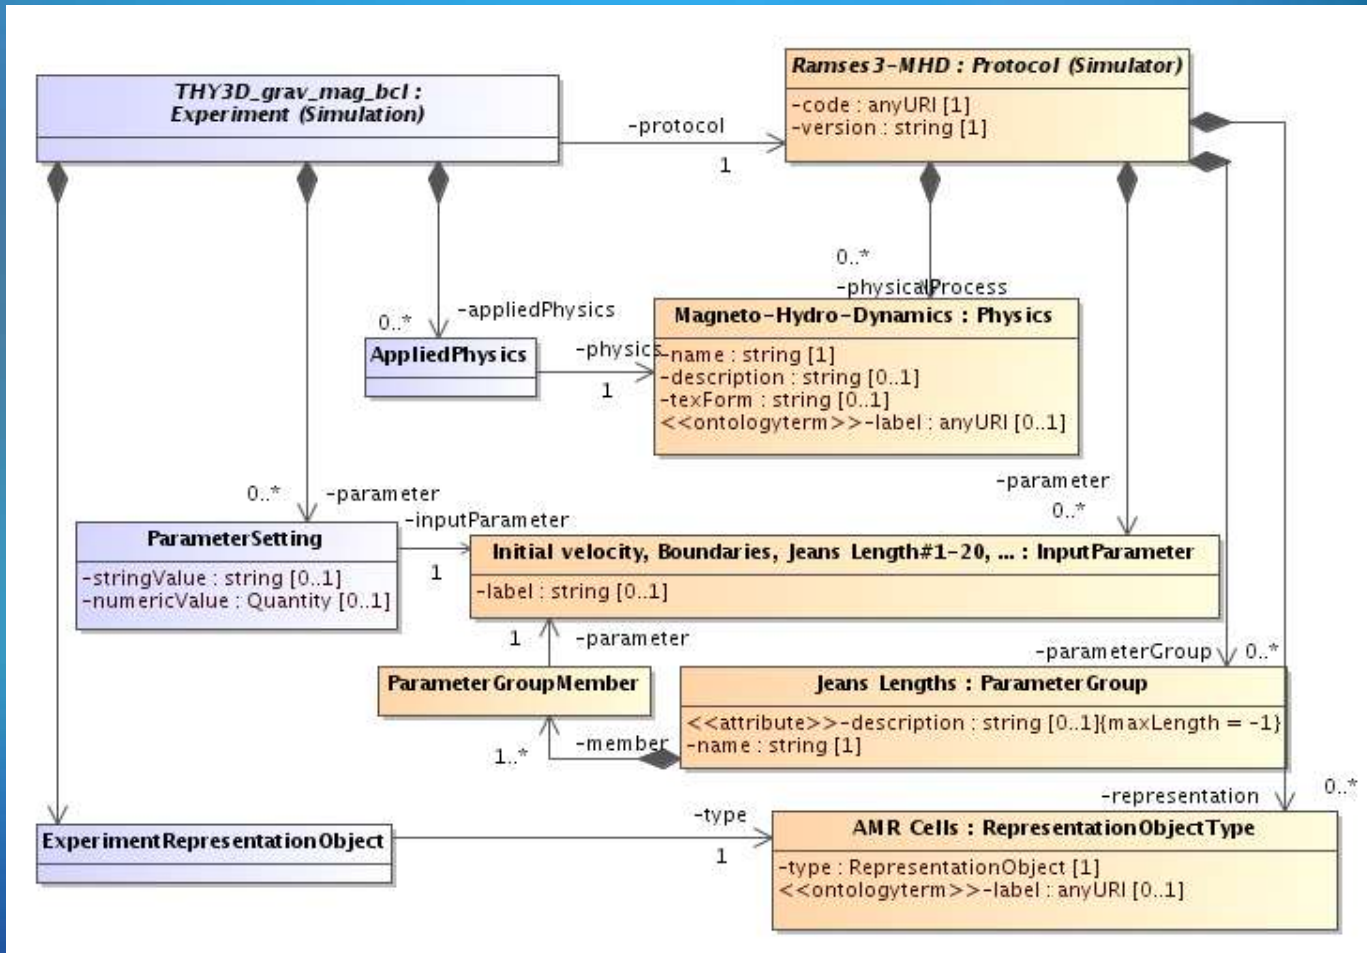 THY3D_grav_mag_bcl :
Experiment (Simulation)
Ramses3-MHD : Protocol (Simulator)
-code : anyURI [1]
-version : string [1]
-protocol
1
0..*
-physicalProcess
-appliedPhysics
0..*
AppliedPhysics
-physics
1
Magneto-Hydro-Dynamics : Physics
-name : string [1]
-description : string [0..1]
-texForm : string [0..1]
<<ontologyterm>>-label : anyURI [0..1]
-parameter
0..*
0..*
-parameter
-inputParameter
1
ParameterSetting
-stringValue : string [0..1]
-numericValue : Quantity [0..1]
Initial velocity, Boundaries, Jeans Length#1-20, ... : InputParameter
-label : string [0..1]
1
-parameter
-parameterGroup
0..*
ParameterGroupMember
Jeans Lengths : ParameterGroup
<<attribute>>-description : string [0..1]{maxLength = -1}
-name : string [1]
1..*
-member
-representation
0..*
-type
1
ExperimentRepresentationObject
AMR Cells : RepresentationObjectType
-type : RepresentationObject [1]
<<ontologyterm>>-label : anyURI [0..1]